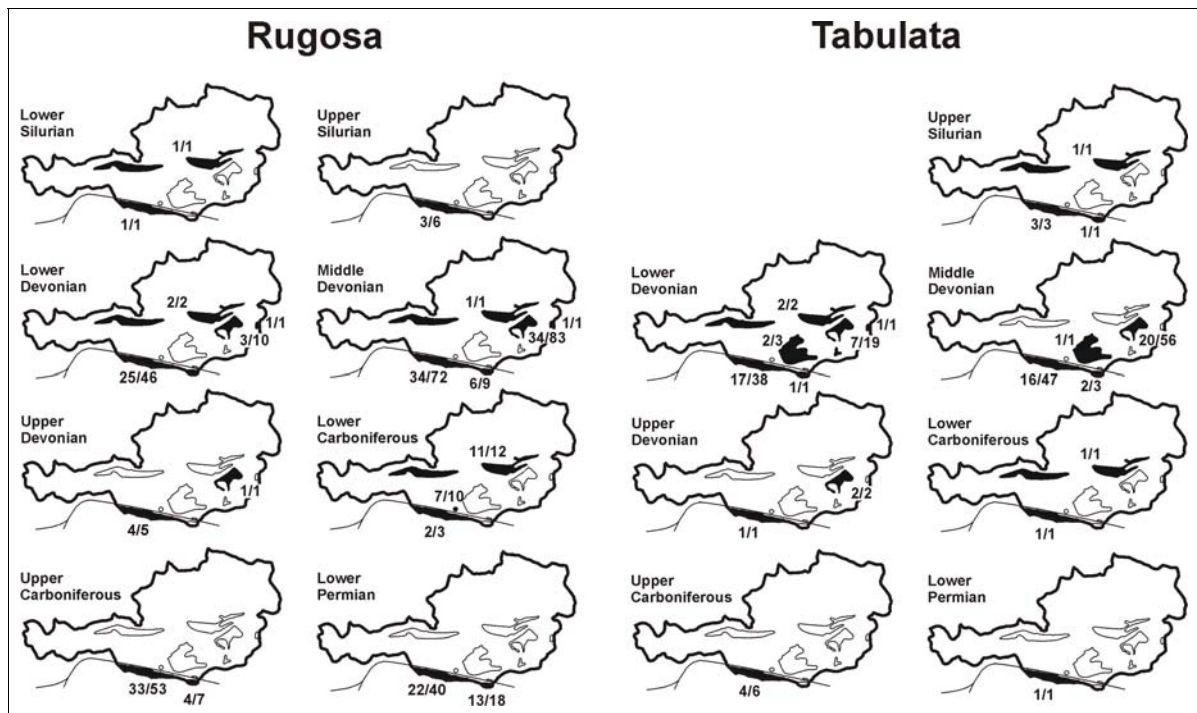 Rugosa
Tabulata
Lower
Silurian
1/1
1/1
Upper
Silurian
3/6
Upper
Silurian
1/1
3/3
1/1
Lower
Devonian
2/2
1/1
3/10
25/46
Middle
Devonian
1/1
1/1
34/83
34/72
6/9
Lower
Devonian
2/2
1/1
2/3
7/19
17/38
1/1
Middle
Devonian
1/1
20/56
16/47
2/3
Upper
Devonian
1/1
4/5
Lower
Carboniferous
11/12
7/10
2/3
Upper
Devonian
2/2
1/1
Lower
Carboniferous
1/1
1/1
Upper
Carboniferous
33/53
4/7
Lower
Permian
22/40
13/18
Upper
Carboniferous
4/6
Lower
Permian
1/1